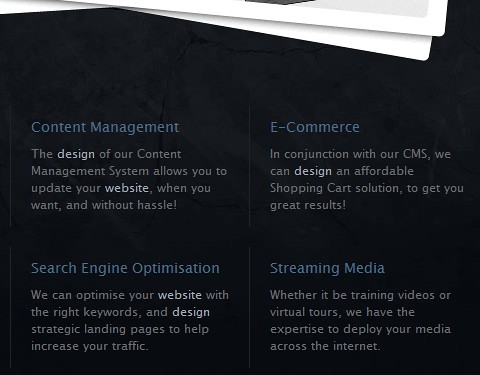 Content Management
The design of our Content
Management System allows you to
update your website, when you
want, and without hassle!
E-Commerce
In conjunction with our CMS, we
can design an affordable
Shopping Cart solution, to get you
great results!
Search Engine Optimisation
We can optimise your website with
the right keywords, and design
strategic landing pages to help
increase your traffic.
Streaming Media
Whether it be training videos or
virtual tours, we have the
expertise to deploy your media
across the internet.